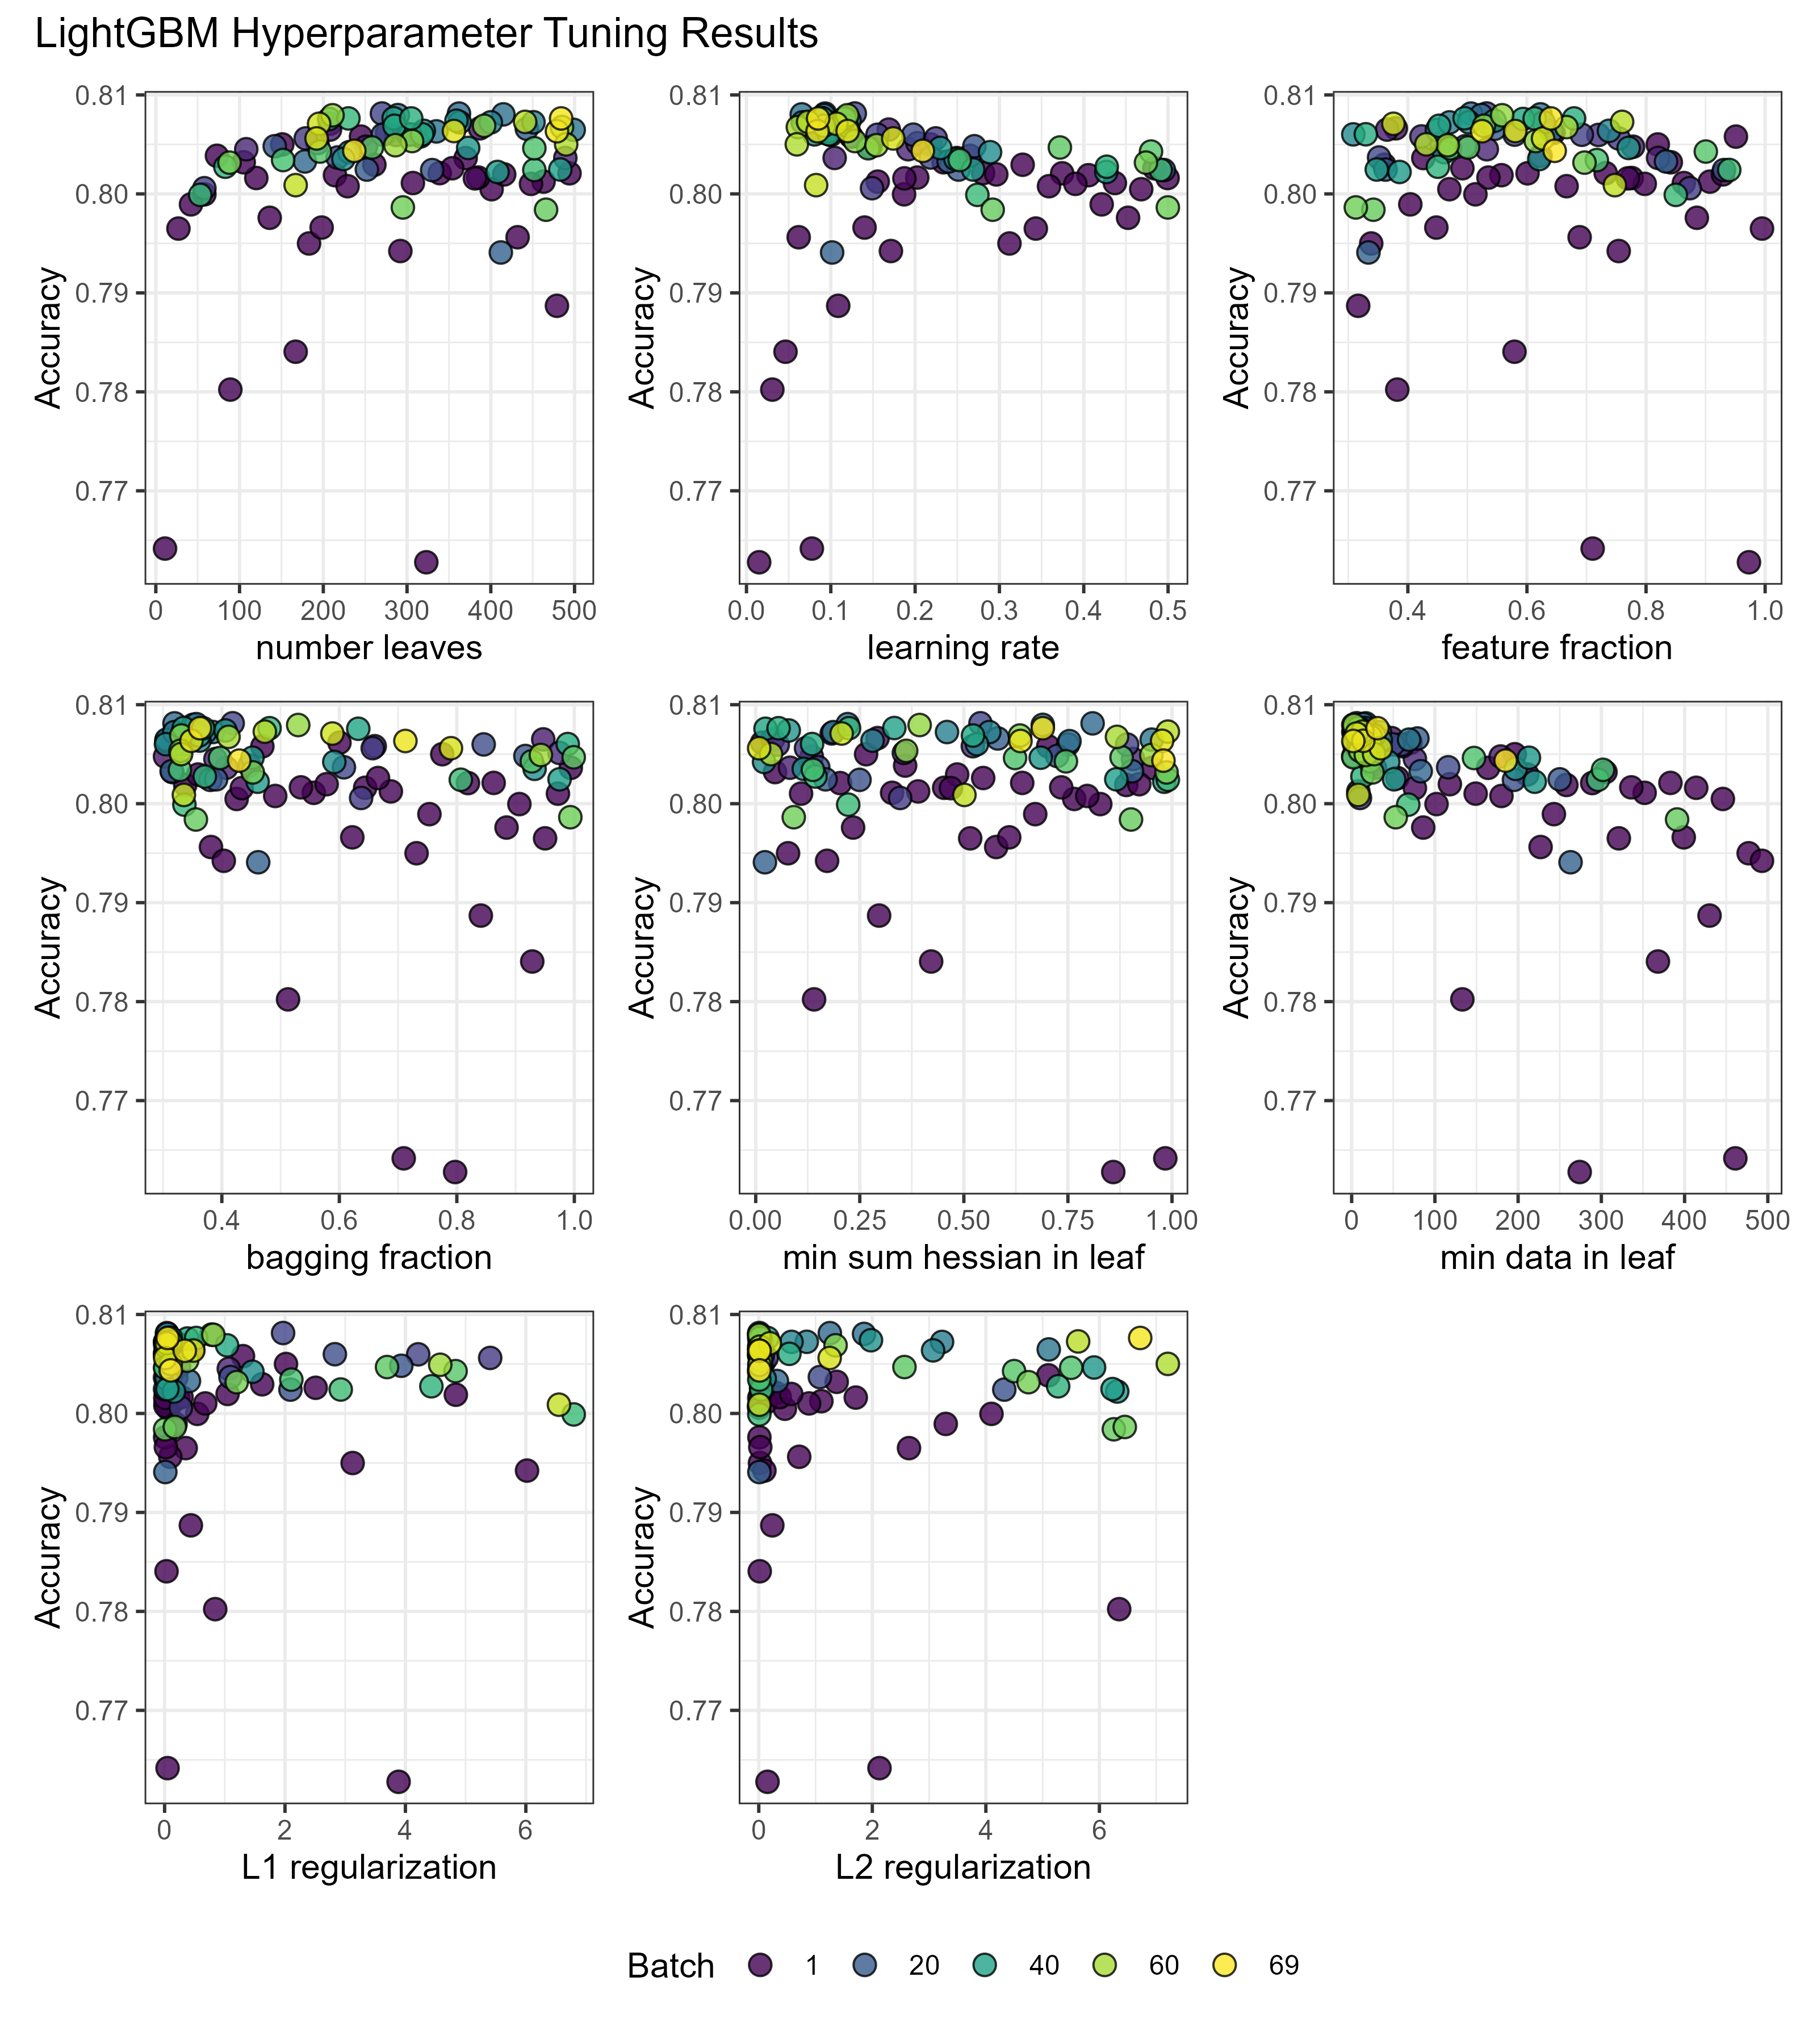 LightGBM Hyperparameter Tuning Results
0.81
0.80
0.79
0.78
0.77
Accuracy
0 100 200 300 400 500
number leaves
0.81
0.80
0.79
0.78
0.77
Accuracy
0.0 0.1 0.2 0.3 0.4 0.5
learning rate
0.81
0.80
0.79
0.78
0.77
Accuracy
0.4 0.6 0.8 1.0
feature fraction
0.81
0.80
0.79
0.78
0.77
Accuracy
0.4 0.6 0.8 1.0
bagging fraction
0.81
0.80
0.79
0.78
0.77
Accuracy
0.00 0.25 0.50 0.75 1.00
min sum hessian in leaf
0.81
0.80
0.79
0.78
0.77
Accuracy
0 100 200 300 400 500
min data in leaf
0.81
0.80
0.79
0.78
0.77
Accuracy
0 2 4 6
L1 regularization
0.81
0.80
0.79
0.78
0.77
Accuracy
0 2 4 6
L2 regularization
Batch 1 20 40 60 69